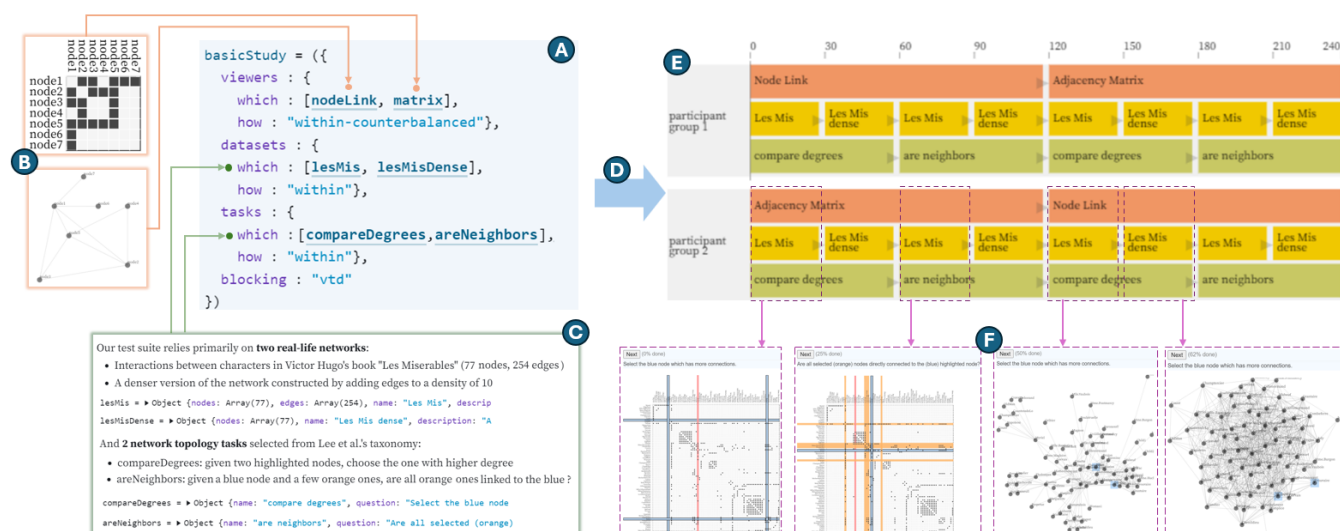 A
basicStudy = ({
viewers : {
which : [nodeLink, matrix],
how : "within-counterbalanced"},
datasets : {
which : [lesMis, lesMisDense],
how : "within"},
tasks : {
which :[compareDegrees,areNeighbors],
how : "within"},
blocking : "vtd"
})
node1
node2
node3
node4
node5
node6
node7
node1
node2
node3
node4
node5
node6
node7
B
C
Our test suite relies primarily on two real-life networks:
• Interactions between characters in Victor Hugo's book "Les Miserables" (77 nodes, 254 edges)
• A denser version of the network constructed by adding edges to a density of 10
lesMis = ▶ Object {nodes: Array(77), edges: Array(254), name: "Les Mis", descrip
lesMisDense = ▶ Object {nodes: Array(77), name: "Les Mis dense", description: "A
And 2 network topology tasks selected from Lee et al.'s taxonomy:
• compareDegrees: given two highlighted nodes, choose the one with higher degree
• areNeighbors: given a blue node and a few orange ones, are all orange ones linked to the blue ?
compareDegrees = ▶ Object {name: "compare degrees", question: "Select the blue node
areNeighbors = ▶ Object {name: "are neighbors", question: "Are all selected (orange)
D
E
0 30 60 90 120 150 180 210 240
participant group 1
Node Link Adjacency Matrix
Les Mis Les Mis dense Les Mis Les Mis dense Les Mis Les Mis dense Les Mis Les Mis dense
compare degrees are neighbors compare degrees are neighbors
participant group 2
Adjacency Matrix Node Link
Les Mis Les Mis dense Les Mis Les Mis dense Les Mis Les Mis dense Les Mis Les Mis dense
compare degrees are neighbors compare degrees are neighbors
F
Next (0% done)
Select the blue node which has more connections.
Next (25% done)
Are all selected (orange) nodes directly connected to the (blue) highlighted node?
Next (50% done)
Select the blue node which has more connections.
Next (62% done)
Select the blue node which has more connections.